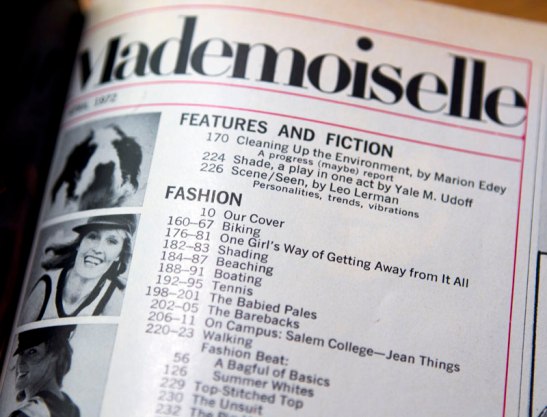 Mademoiselle
APRIL 1972
FEATURES AND FICTION
170 Cleaning Up the Environment, by Marion Edey
A progress (maybe) report
224 Shade, a play in one act by Yale M. Udoff
226 Scene/Seen, by Leo Lerman
Personalities, trends, vibrations
FASHION
10 Our Cover
160–67 Biking
176–81 One Girl's Way of Getting Away from It All
182–83 Shading
184–87 Beaching
188–91 Boating
192–95 Tennis
198–201 The Babied Pales
202–05 The Barebacks
206–11 On Campus: Salem College—Jean Things
220–23 Walking
Fashion Beat:
56 A Bagful of Basics
126 Summer Whites
229 Top-Stitched Top
230 The Unsuit
232 The